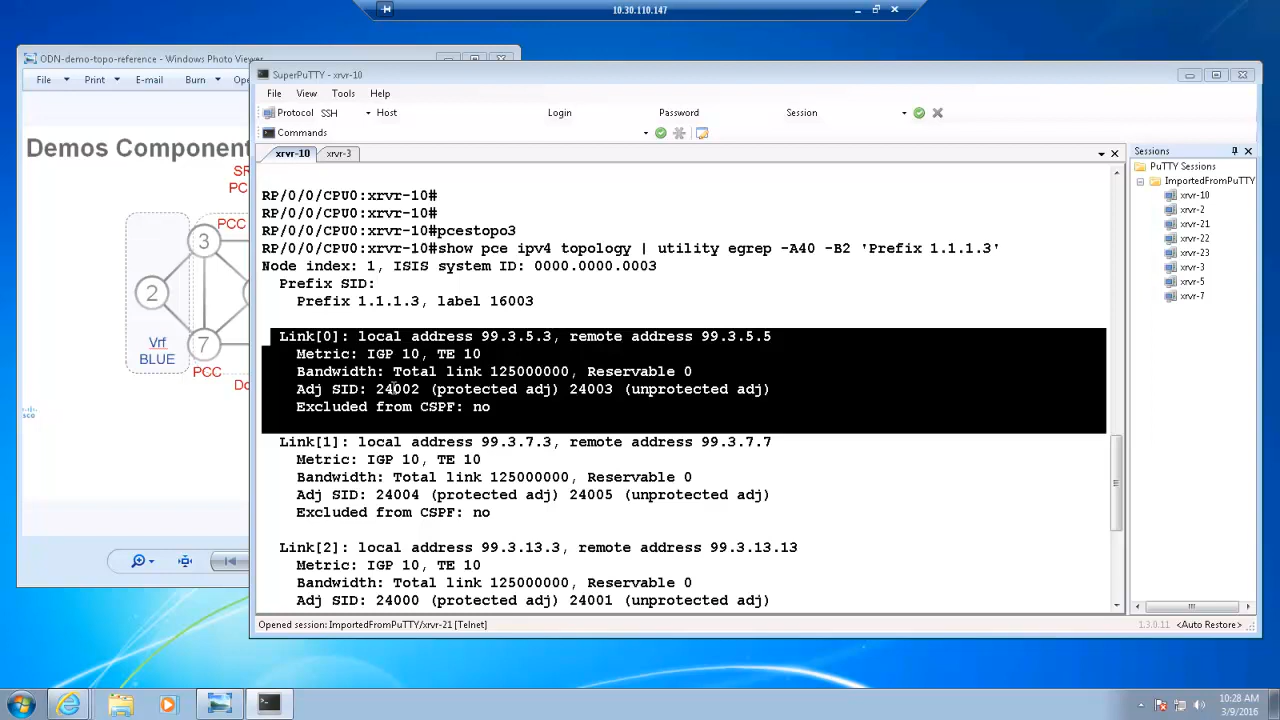 10.30.110.147
ODN-demo-topo-reference - Windows Photo Viewer
File Print E-mail Burn
Demos Component
SR
PC
PCC
3
2
7
Vrf
BLUE
PCC
SuperPuTTY - xrvr-10
File View Tools Help
Protocol SSH Host Login Password Session
Commands
xrvr-10 xrvr-3
RP/0/0/CPU0:xrvr-10#
RP/0/0/CPU0:xrvr-10#
RP/0/0/CPU0:xrvr-10#pcestopo3
RP/0/0/CPU0:xrvr-10#show pce ipv4 topology | utility egrep -A40 -B2 'Prefix 1.1.1.3'
Node index: 1, ISIS system ID: 0000.0000.0003
Prefix SID:
Prefix 1.1.1.3, label 16003
Link[0]: local address 99.3.5.3, remote address 99.3.5.5
Metric: IGP 10, TE 10
Bandwidth: Total link 125000000, Reservable 0
Adj SID: 24002 (protected adj) 24003 (unprotected adj)
Excluded from CSPF: no
Link[1]: local address 99.3.7.3, remote address 99.3.7.7
Metric: IGP 10, TE 10
Bandwidth: Total link 125000000, Reservable 0
Adj SID: 24004 (protected adj) 24005 (unprotected adj)
Excluded from CSPF: no
Link[2]: local address 99.3.13.3, remote address 99.3.13.13
Metric: IGP 10, TE 10
Bandwidth: Total link 125000000, Reservable 0
Adj SID: 24000 (protected adj) 24001 (unprotected adj)
Sessions
PuTTY Sessions
ImportedFromPuTTY
xrvr-10
xrvr-2
xrvr-21
xrvr-22
xrvr-23
xrvr-3
xrvr-5
xrvr-7
Opened session: ImportedFromPuTTY/xrvr-21 [Telnet]
1.3.0.11 <Auto Restore>
10:28 AM
3/9/2016